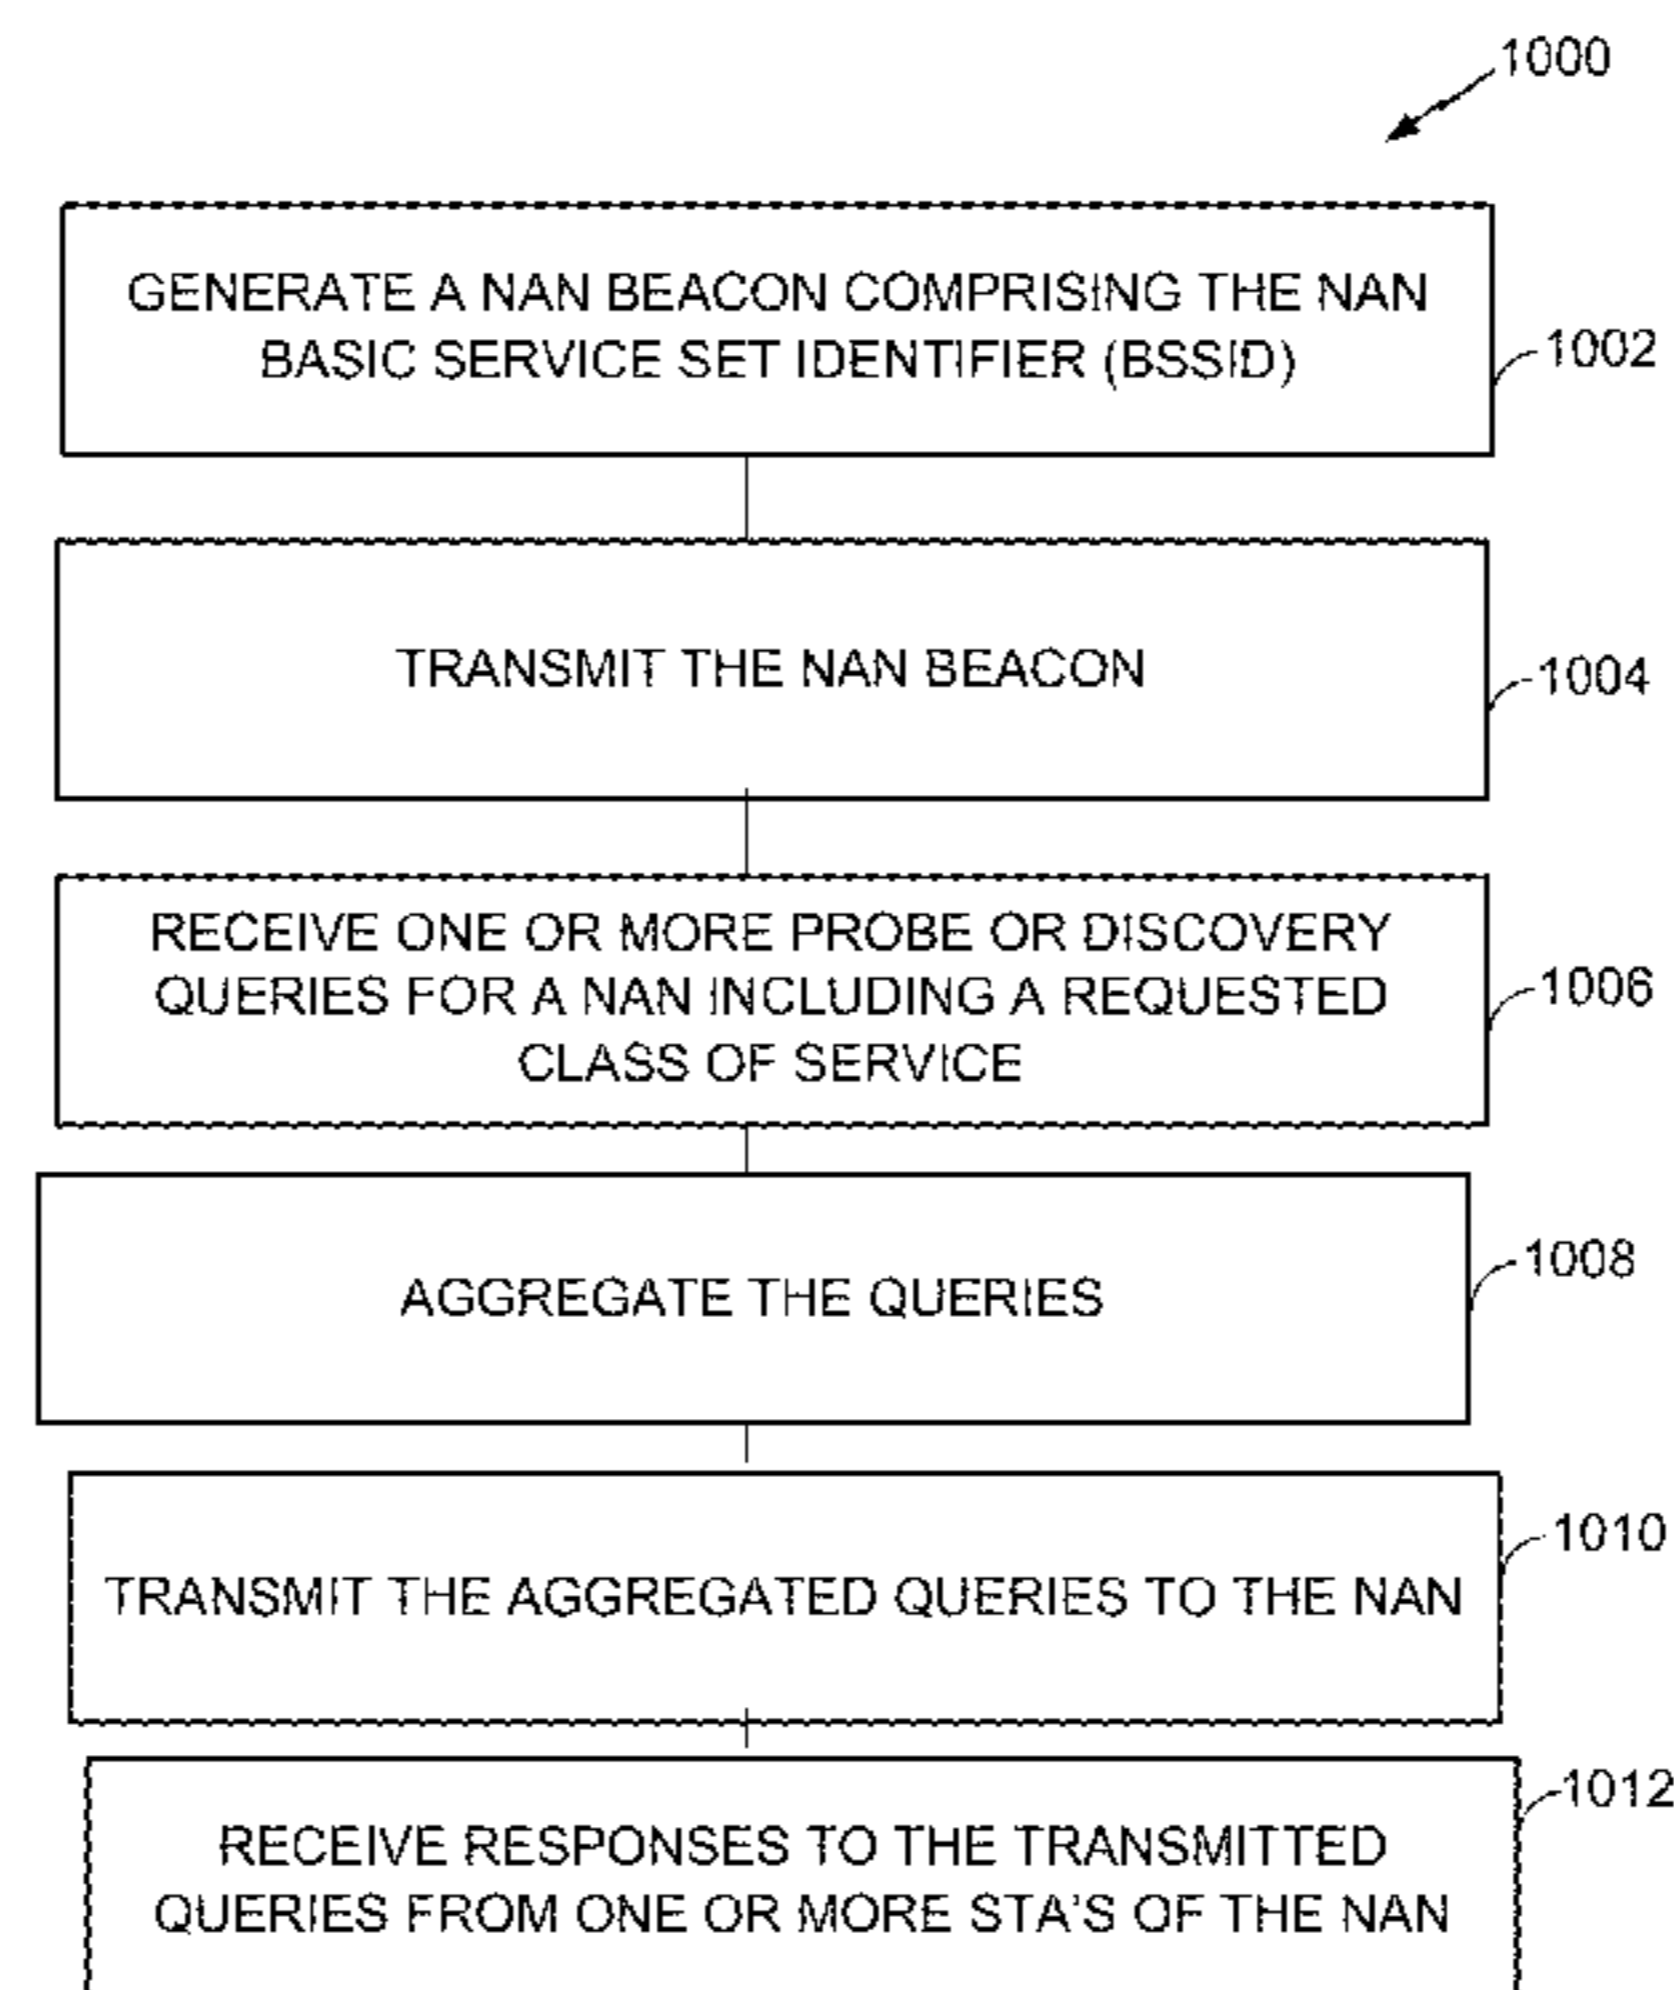 1000
GENERATE A NAN BEACON COMPRISING THE NAN
BASIC SERVICE SET IDENTIFIER (BSSID)
1002
TRANSMIT THE NAN BEACON
1004
RECEIVE ONE OR MORE PROBE OR DISCOVERY
QUERIES FOR A NAN INCLUDING A REQUESTED
CLASS OF SERVICE
1006
AGGREGATE THE QUERIES
1008
TRANSMIT THE AGGREGATED QUERIES TO THE NAN
1010
RECEIVE RESPONSES TO THE TRANSMITTED
QUERIES FROM ONE OR MORE STA'S OF THE NAN
1012